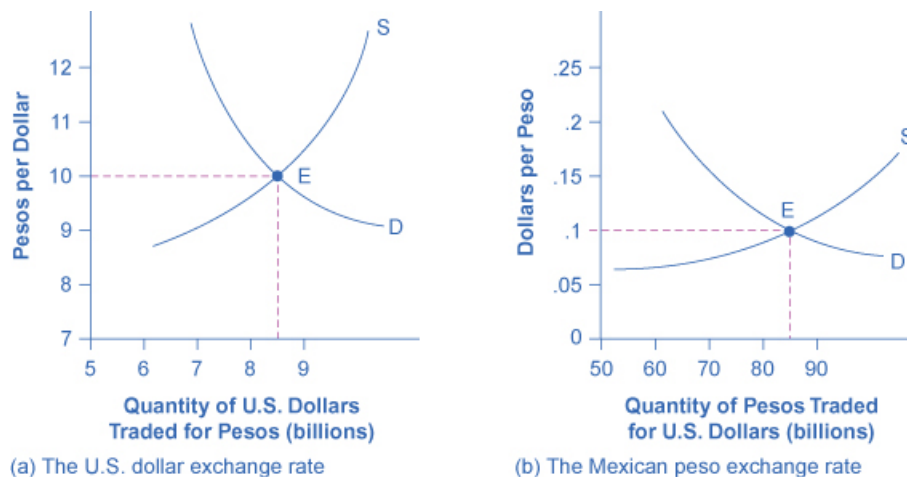 Pesos per Dollar
12
11
10
9
8
7
5
6
7
8
9
S
E
D
Quantity of U.S. Dollars
Traded for Pesos (billions)
(a) The U.S. dollar exchange rate
Dollars per Peso
.25
.2
.15
.1
.05
0
50
60
70
80
90
S
E
D
Quantity of Pesos Traded
for U.S. Dollars (billions)
(b) The Mexican peso exchange rate